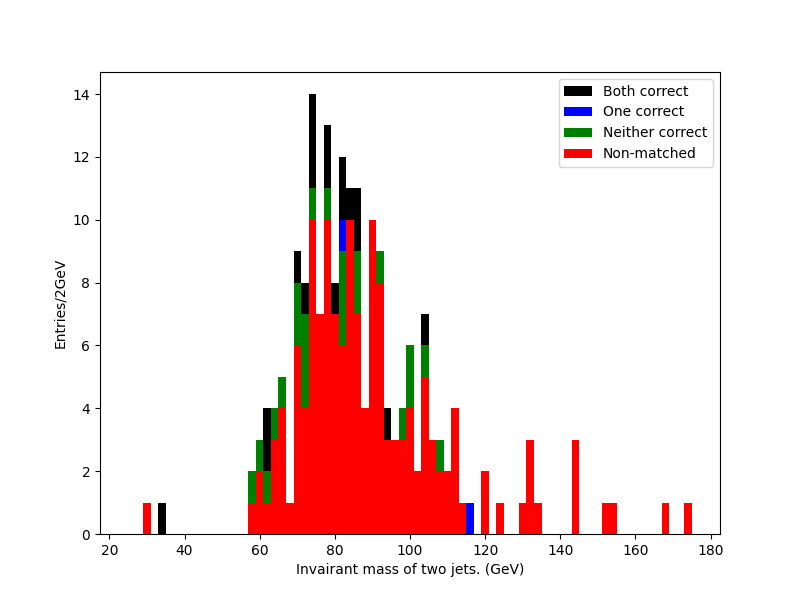 Both correct
One correct
Neither correct
Non-matched
14
12
10
8
6
4
2
0
Entries/2GeV
20 40 60 80 100 120 140 160 180
Invairant mass of two jets. (GeV)